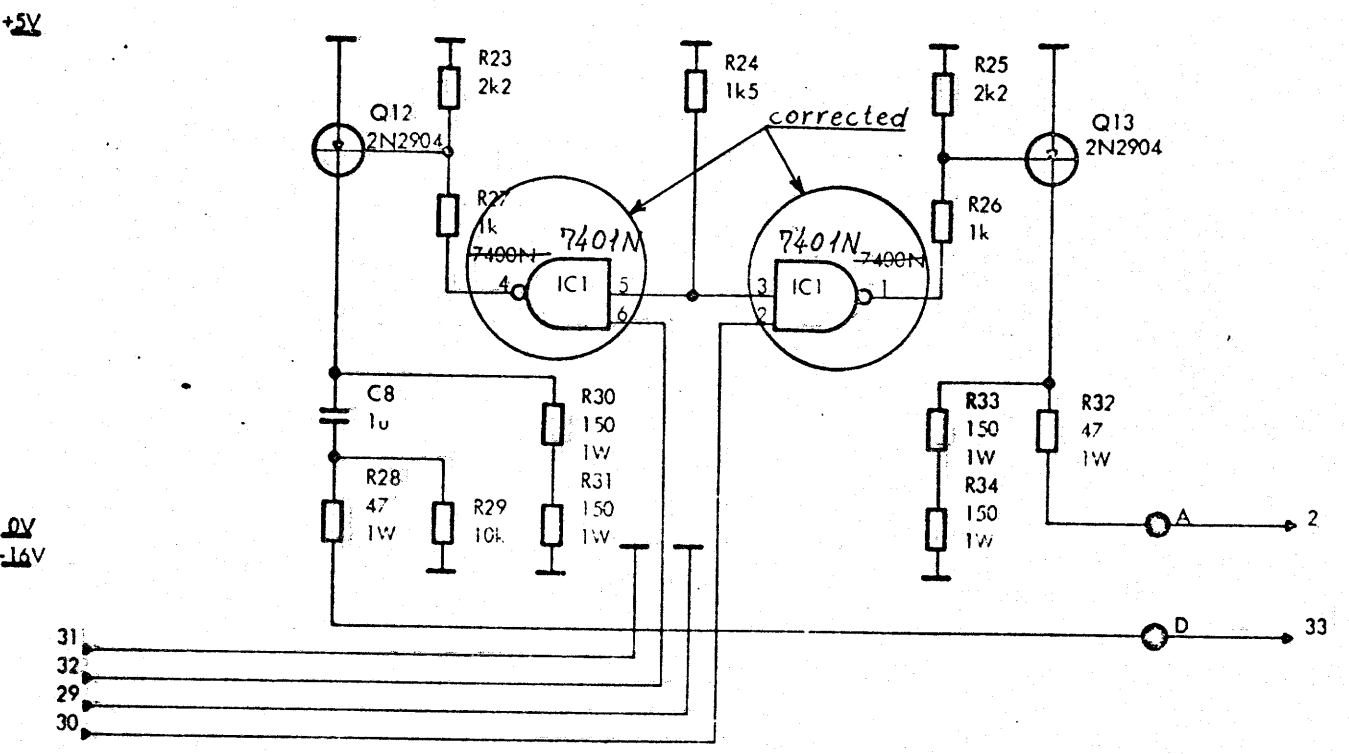 +5V
R23
2k2
R24
1k5
R25
2k2
corrected
Q12
2N2904
Q13
2N2904
R27
1k
R26
1k
7401N
7400N
7401N
7400N
4
IC1
5
6
3
2
IC1
1
C8
1u
R30
150
1W
R33
150
1W
R32
47
1W
R28
47
1W
R29
10k
R31
150
1W
R34
150
1W
0V
-16V
A
2
D
33
31
32
29
30